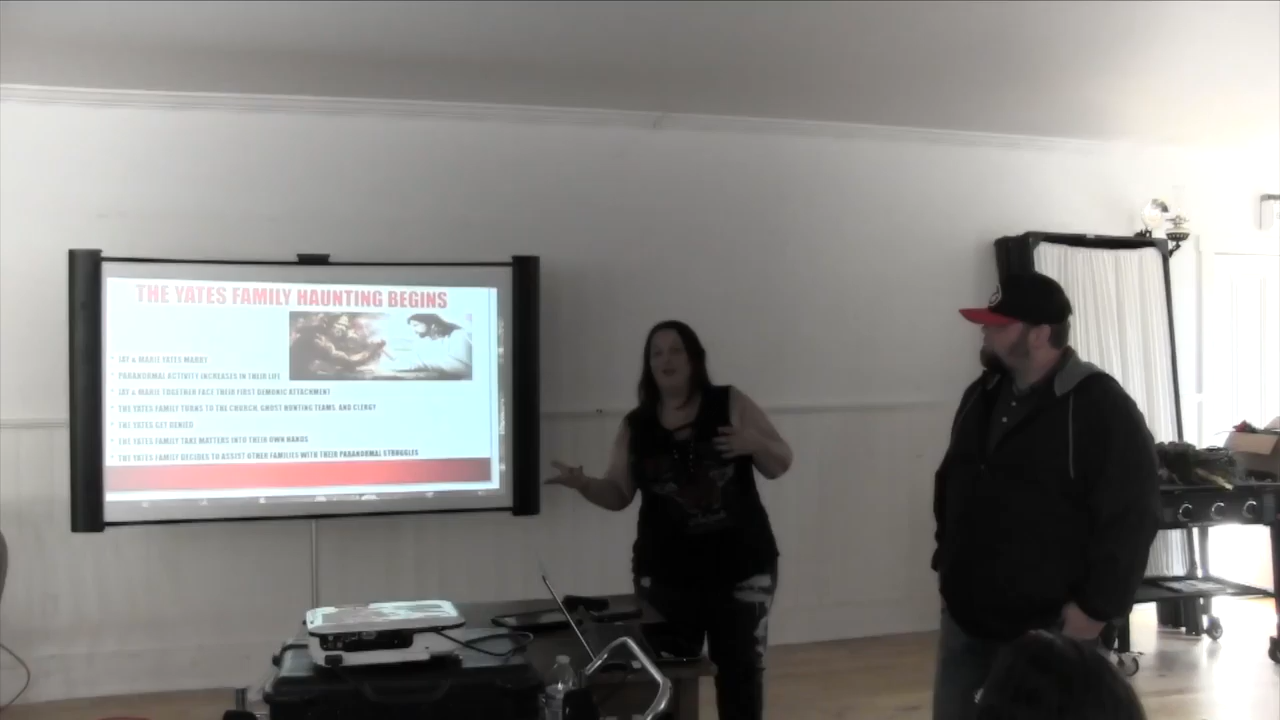 THE YATES FAMILY HAUNTING BEGINS
JAY & MARIE YATES MARRY
PARANORMAL ACTIVITY INCREASES IN THEIR LIFE
JAY & MARIE TOGETHER FACE THEIR FIRST DEMONIC ATTACHMENT
THE YATES FAMILY TURNS TO THE CHURCH, GHOST HUNTING TEAMS, AND CLERGY
THE YATES GET DENIED
THE YATES FAMILY TAKE MATTERS INTO THEIR OWN HANDS
THE YATES FAMILY DECIDES TO ASSIST OTHER FAMILIES WITH THEIR PARANORMAL STRUGGLES